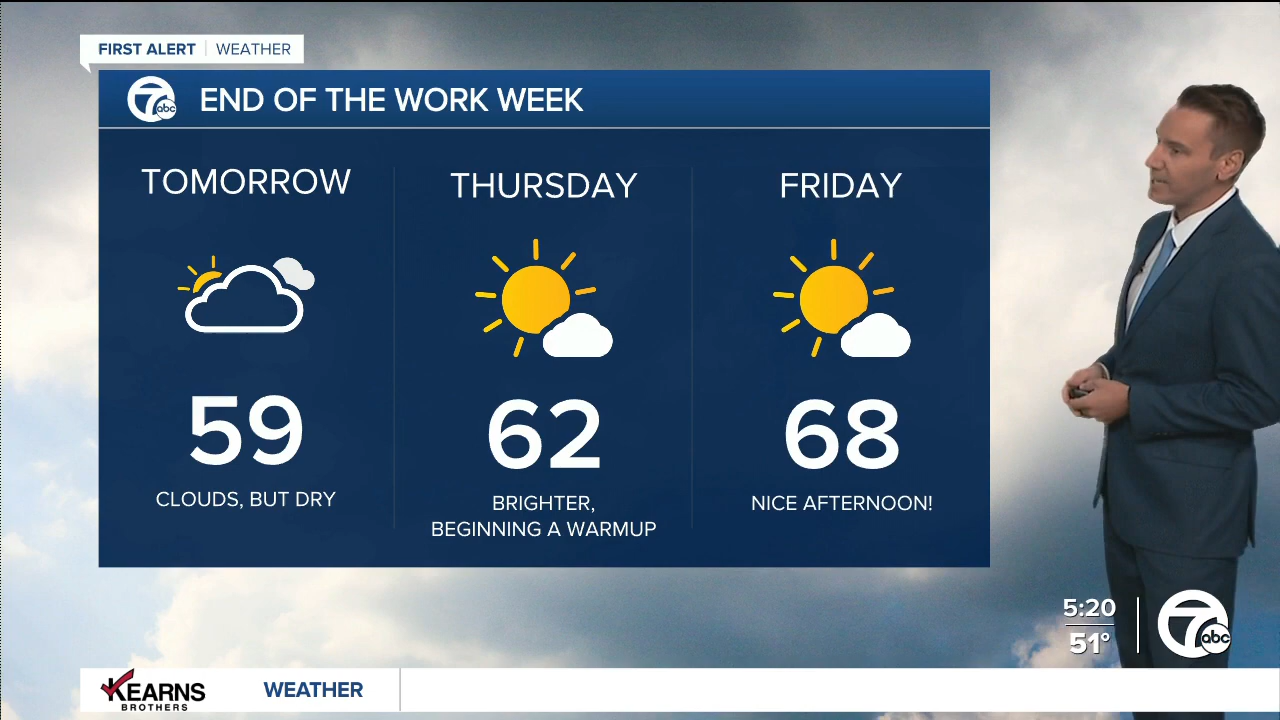 FIRST ALERT WEATHER
7 abc END OF THE WORK WEEK
TOMORROW
59
CLOUDS, BUT DRY
THURSDAY
62
BRIGHTER,
BEGINNING A WARMUP
FRIDAY
68
NICE AFTERNOON!
5:20
51°
7 abc
KEARNS
BROTHERS
WEATHER